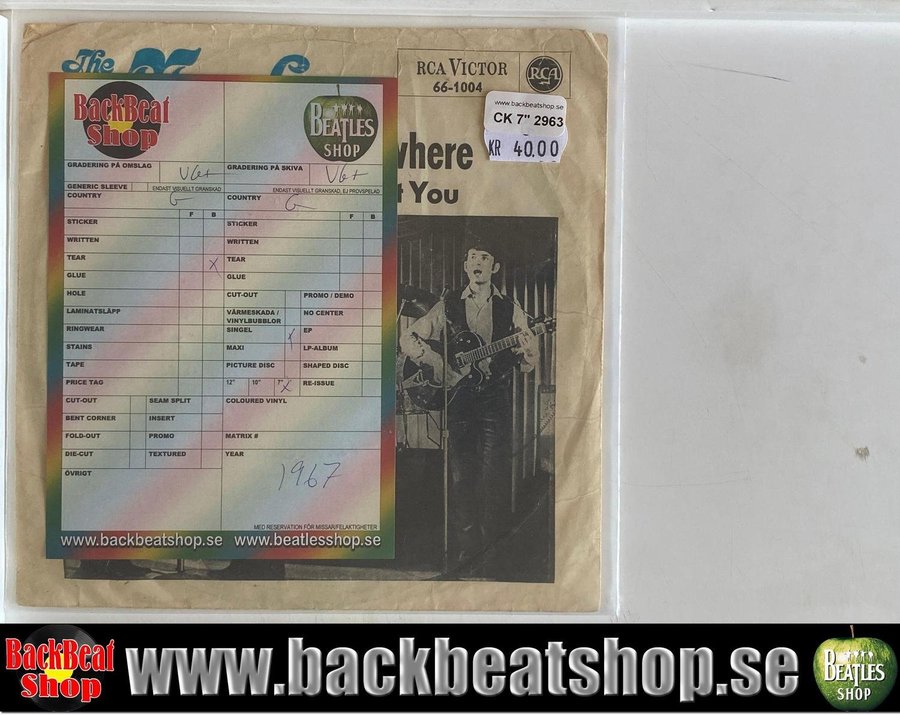 The
RCA VICTOR
66-1004
RCA
www.backbeatshop.se
CK 7" 2963
KR 40.00
where
t You
BackBeat
Shop
BEATLES
SHOP
GRADERING PÅ OMSLAG VG+ GRADERING PÅ SKIVA VG+
GENERIC SLEEVE ENDAST VISUELLT GRANSKAD ENDAST VISUELLT GRANSKAD, EJ PROVSPELAD
COUNTRY G COUNTRY G
F B F B
STICKER STICKER
WRITTEN WRITTEN
TEAR X TEAR
GLUE GLUE
HOLE CUT-OUT PROMO / DEMO
LAMINATSLÄPP VÄRMESKADA / VINYLBUBBLOR NO CENTER
RINGWEAR SINGEL X EP
STAINS MAXI LP-ALBUM
TAPE PICTURE DISC SHAPED DISC
PRICE TAG 12" 10" 7" X RE-ISSUE
CUT-OUT SEAM SPLIT COLOURED VINYL
BENT CORNER INSERT
FOLD-OUT PROMO MATRIX #
DIE-CUT TEXTURED YEAR
ÖVRIGT
1967
MED RESERVATION FÖR MISSAR/FELAKTIGHETER
www.backbeatshop.se www.beatlesshop.se
BackBeat
Shop
www.backbeatshop.se
BEATLES
SHOP